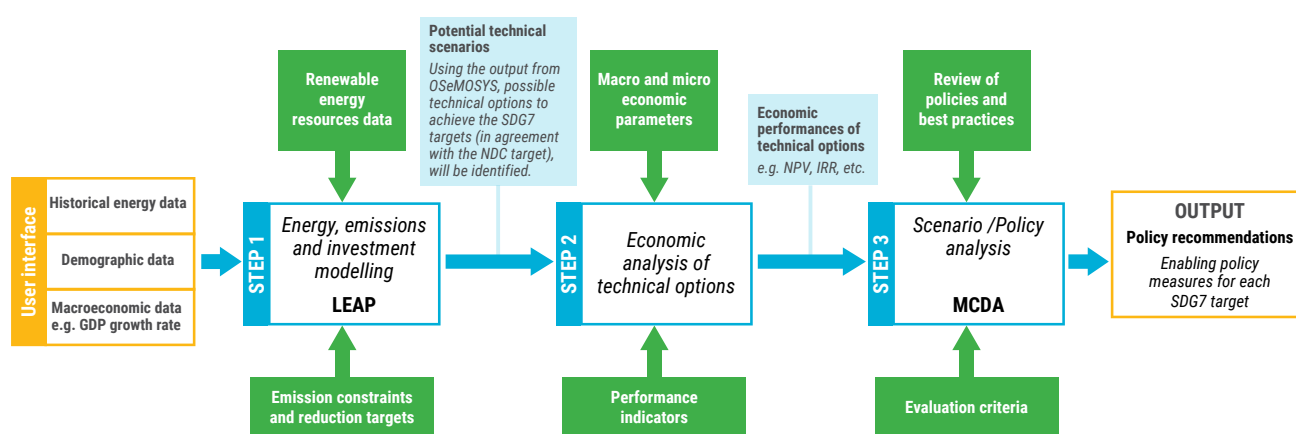 User interface
Historical energy data
Demographic data
Macroeconomic data
e.g. GDP growth rate
Renewable
energy
resources data
STEP 1
Energy, emissions
and investment
modelling
LEAP
Emission constraints
and reduction targets
Potential technical
scenarios
Using the output from
OSeMOSYS, possible
technical options to
achieve the SDG7
targets (in agreement
with the NDC target),
will be identified.
Macro and micro
economic
parameters
STEP 2
Economic
analysis of
technical options
Performance
indicators
Economic
performances of
technical options
e.g. NPV, IRR, etc.
Review of
policies and
best practices
STEP 3
Scenario /Policy
analysis
MCDA
Evaluation criteria
OUTPUT
Policy recommendations
Enabling policy
measures for each
SDG7 target